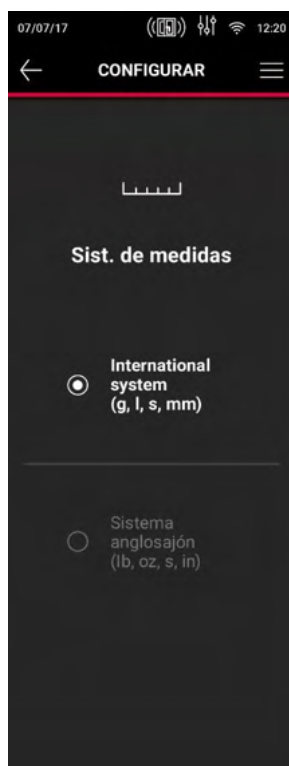 07/07/17 12:20
CONFIGURAR
Sist. de medidas
International
system
(g, l, s, mm)
Sistema
anglosajón
(lb, oz, s, in)